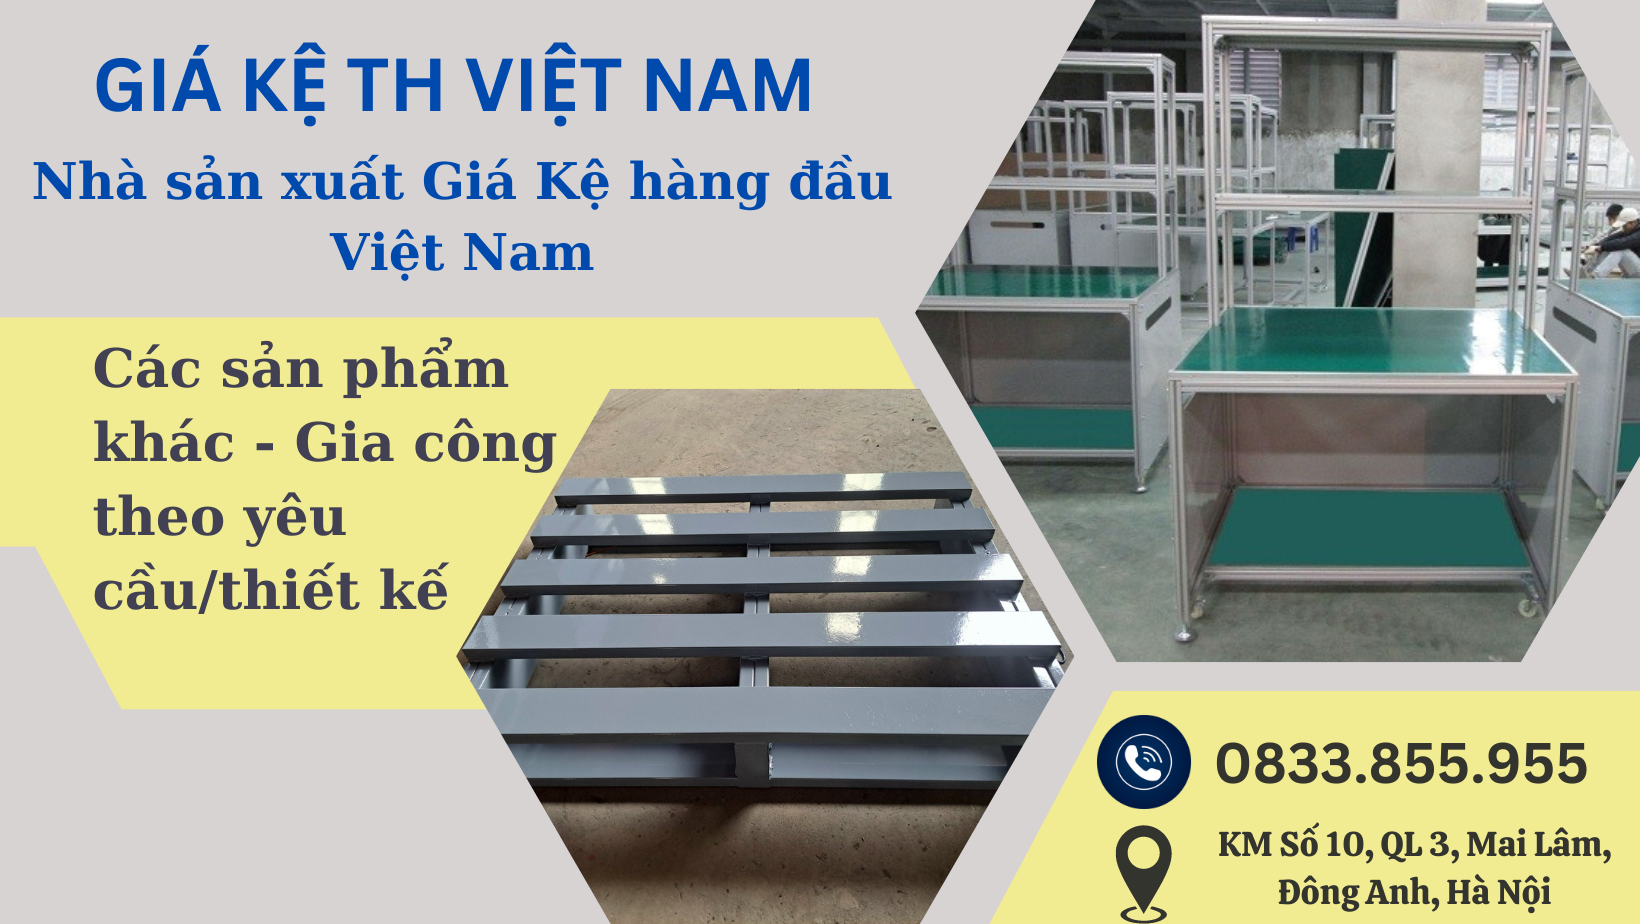 GIÁ KỆ TH VIỆT NAM
Nhà sản xuất Giá Kệ hàng đầu
Việt Nam
Các sản phẩm
khác - Gia công
theo yêu
cầu/thiết kế
0833.855.955
KM Số 10, QL 3, Mai Lâm,
Đông Anh, Hà Nội